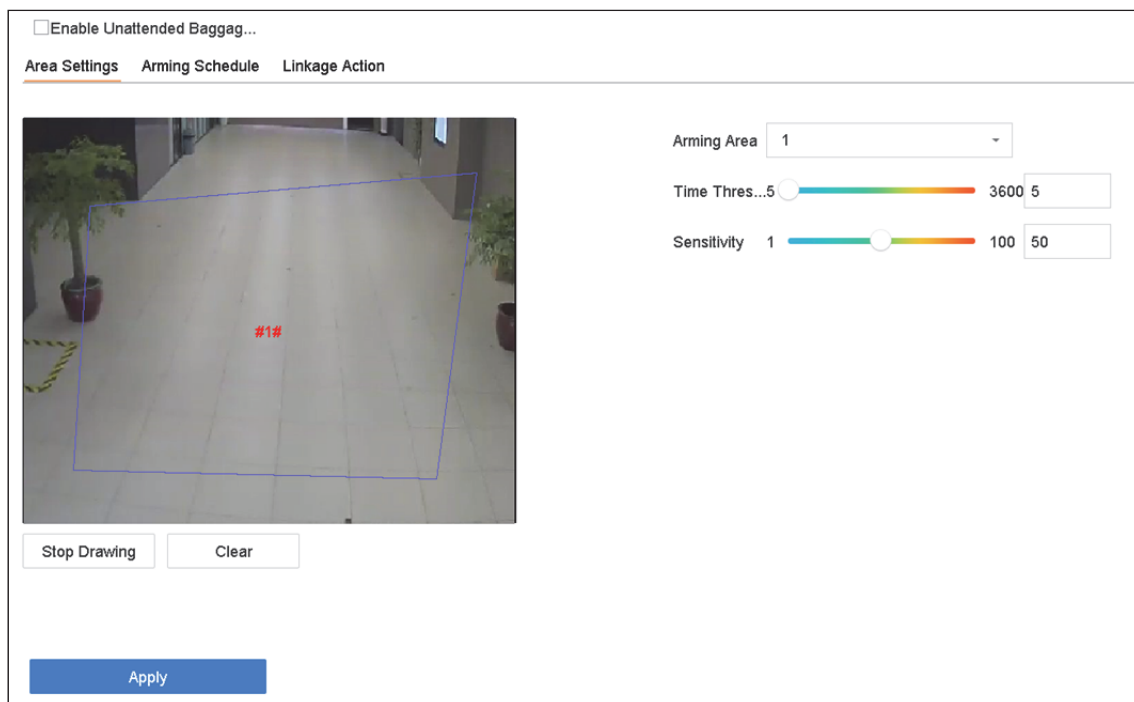 Enable Unattended Baggag...
Area Settings Arming Schedule Linkage Action
Arming Area 1
Time Thres...5 3600 5
Sensitivity 1 100 50
#1#
Stop Drawing Clear
Apply